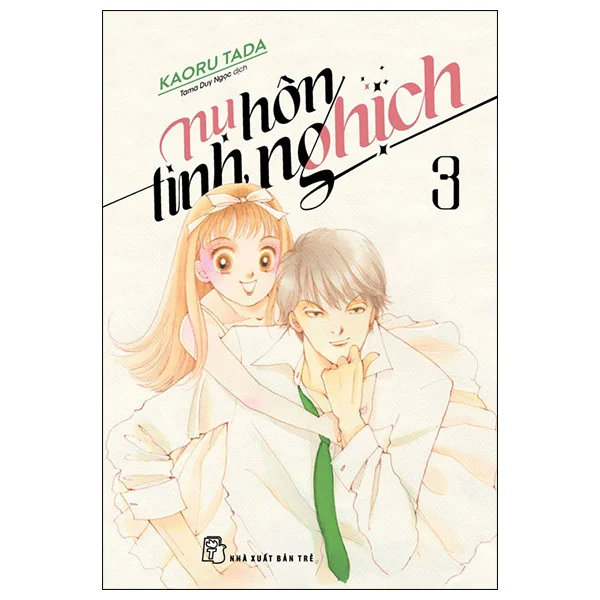 KAORU TADA
Tama Duy Ngọc dịch
nụ hôn
tinh nghịch
3
NHÀ XUẤT BẢN TRẺ